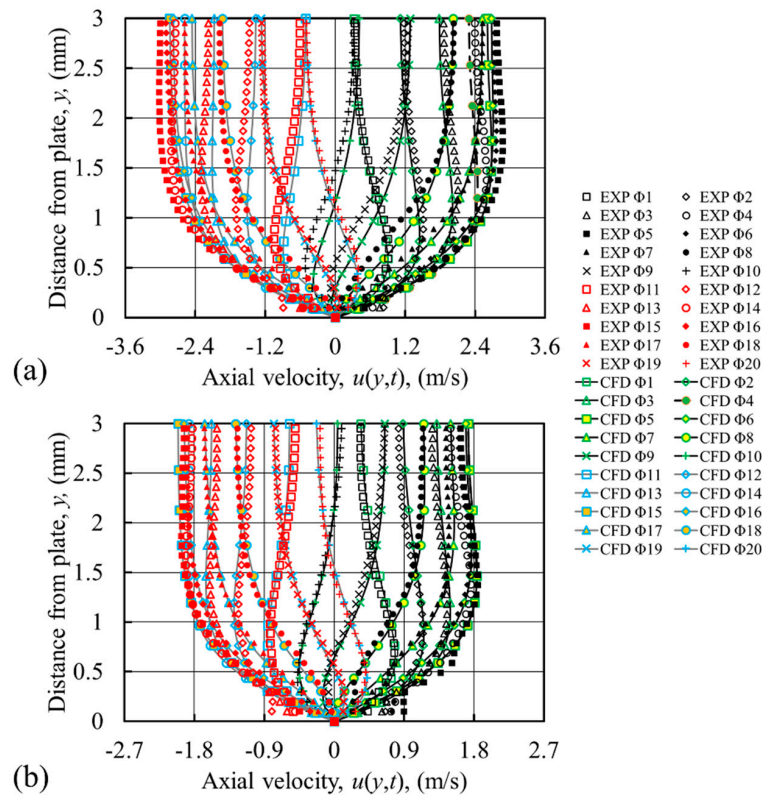 3
2.5
2
1.5
1
0.5
0
Distance from plate, y, (mm)
-3.6 -2.4 -1.2 0 1.2 2.4 3.6
(a)
Axial velocity, u(y,t), (m/s)
3
2.5
2
1.5
1
0.5
0
Distance from plate, y, (mm)
-2.7 -1.8 -0.9 0 0.9 1.8 2.7
(b)
Axial velocity, u(y,t), (m/s)
EXP Φ1 EXP Φ2
EXP Φ3 EXP Φ4
EXP Φ5 EXP Φ6
EXP Φ7 EXP Φ8
EXP Φ9 EXP Φ10
EXP Φ11 EXP Φ12
EXP Φ13 EXP Φ14
EXP Φ15 EXP Φ16
EXP Φ17 EXP Φ18
EXP Φ19 EXP Φ20
CFD Φ1 CFD Φ2
CFD Φ3 CFD Φ4
CFD Φ5 CFD Φ6
CFD Φ7 CFD Φ8
CFD Φ9 CFD Φ10
CFD Φ11 CFD Φ12
CFD Φ13 CFD Φ14
CFD Φ15 CFD Φ16
CFD Φ17 CFD Φ18
CFD Φ19 CFD Φ20